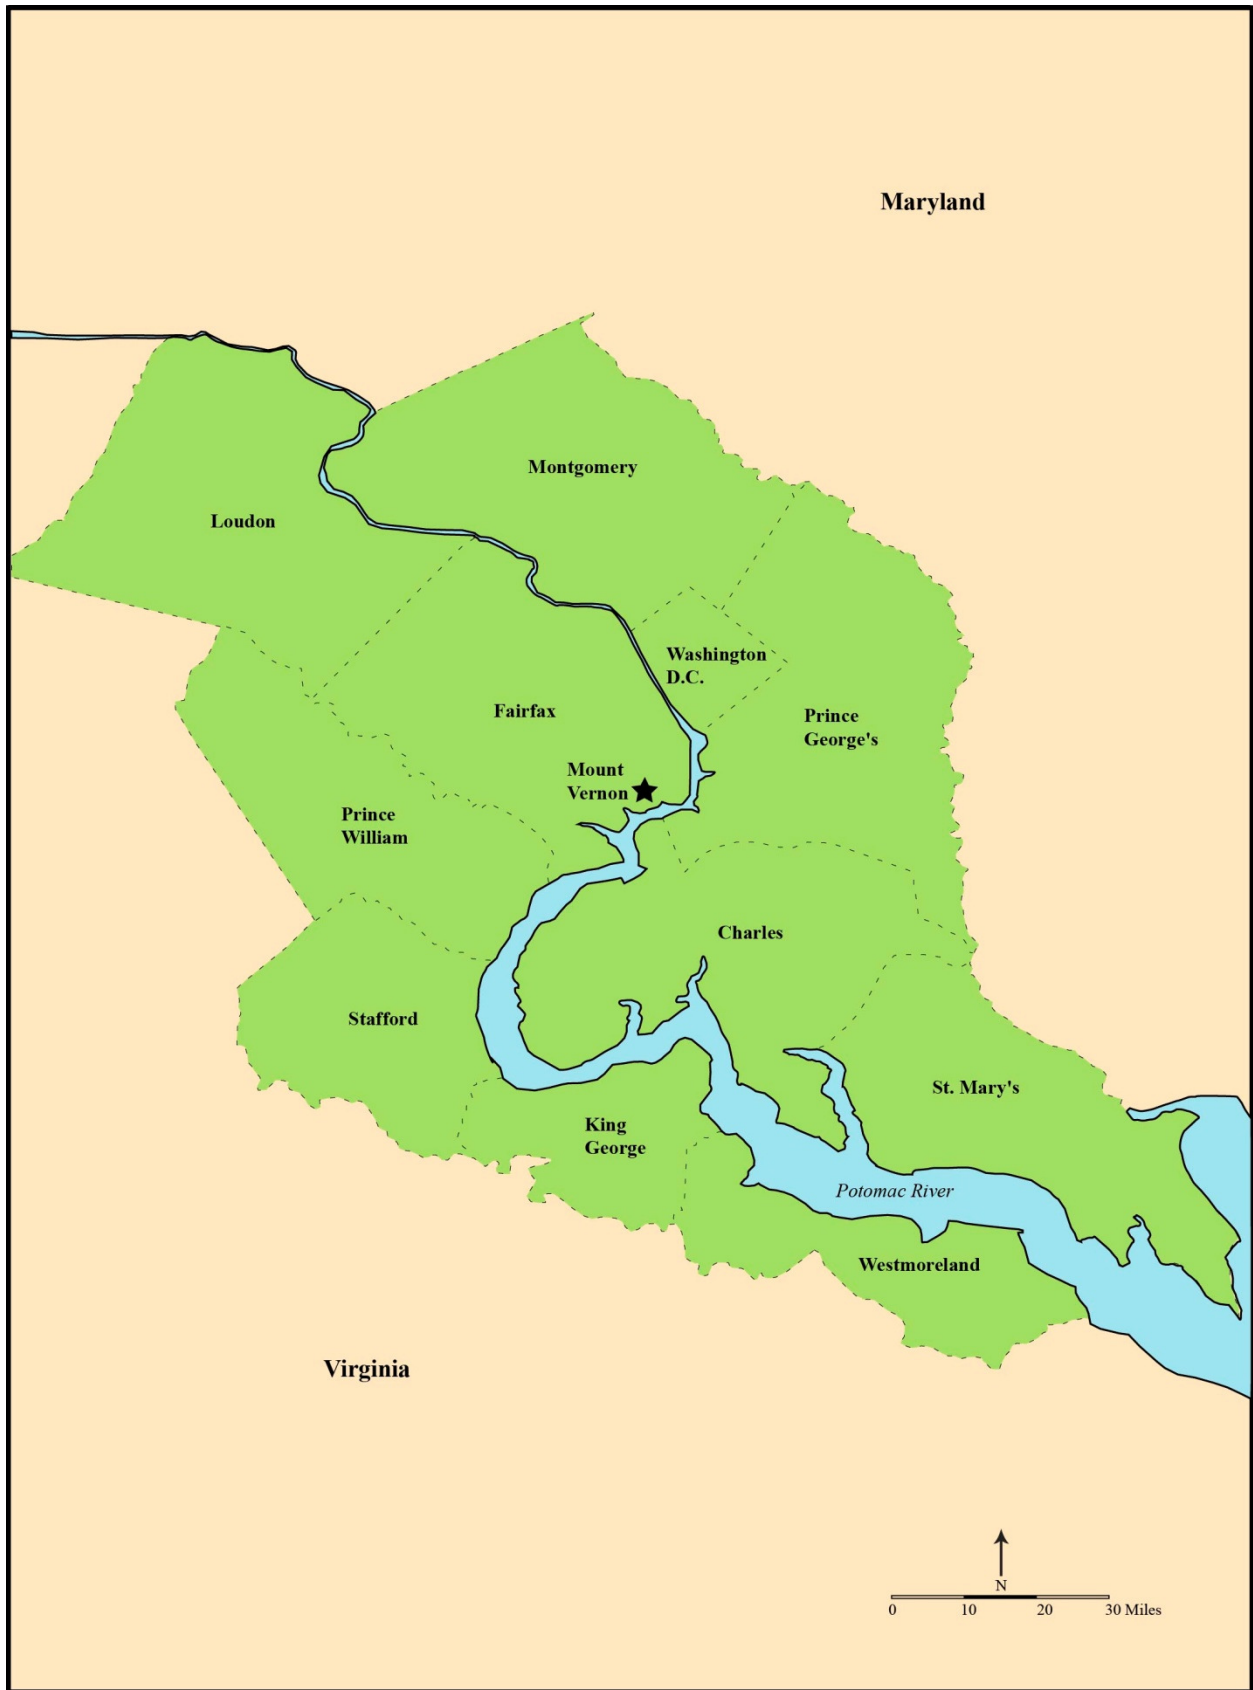 Maryland
Montgomery
Loudon
Washington
D.C.
Fairfax
Prince
George's
Mount
Vernon
Prince
William
Charles
Stafford
St. Mary's
King
George
Potomac River
Westmoreland
Virginia
N
0 10 20 30 Miles